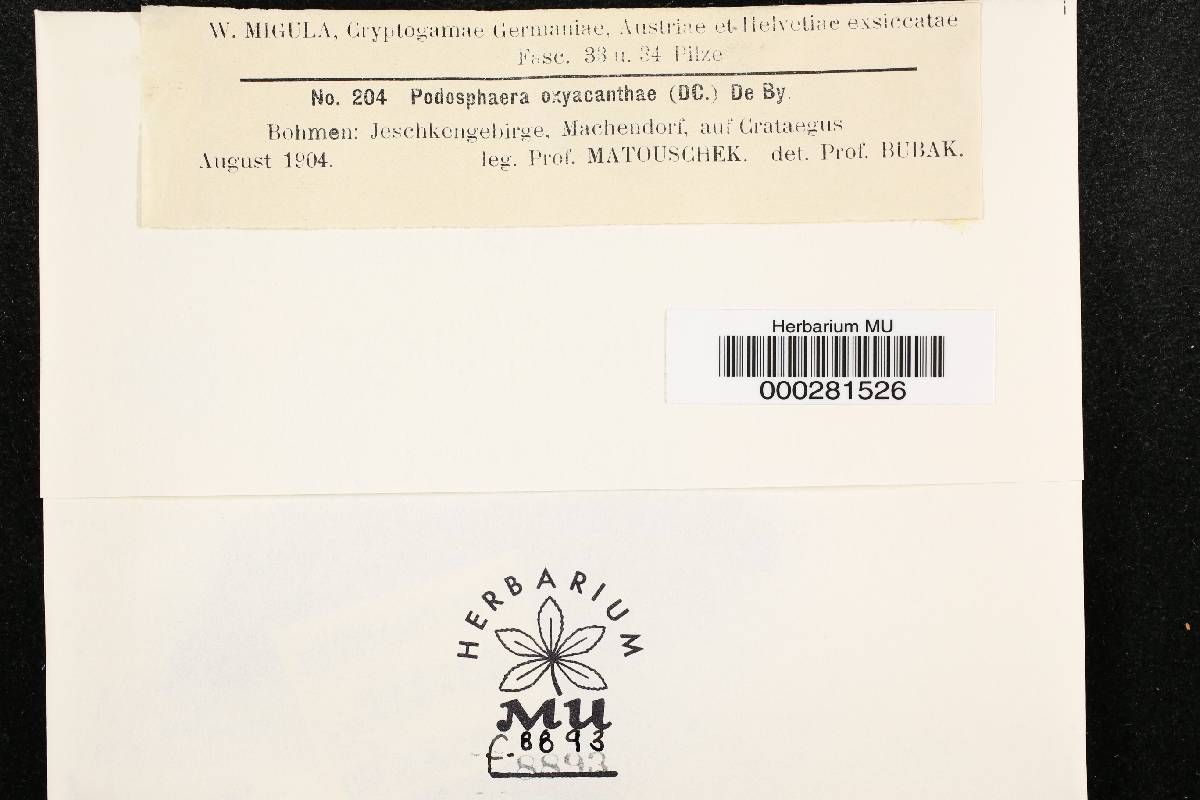 W. MIGULA, Cryptogamae Germaniae, Austriae et Helvetiae exsiccatae
Fasc. 33 u. 34 Pilze
No. 204 Podosphaera oxyacanthae (DC.) De By.
Bohmen: Jeschkengebirge, Machendorf, auf Crataegus
August 1904. leg. Prof. MATOUSCHEK. det. Prof. BUBAK.
Herbarium MU
000281526
HERBARIUM
MU
F. 8893
8893